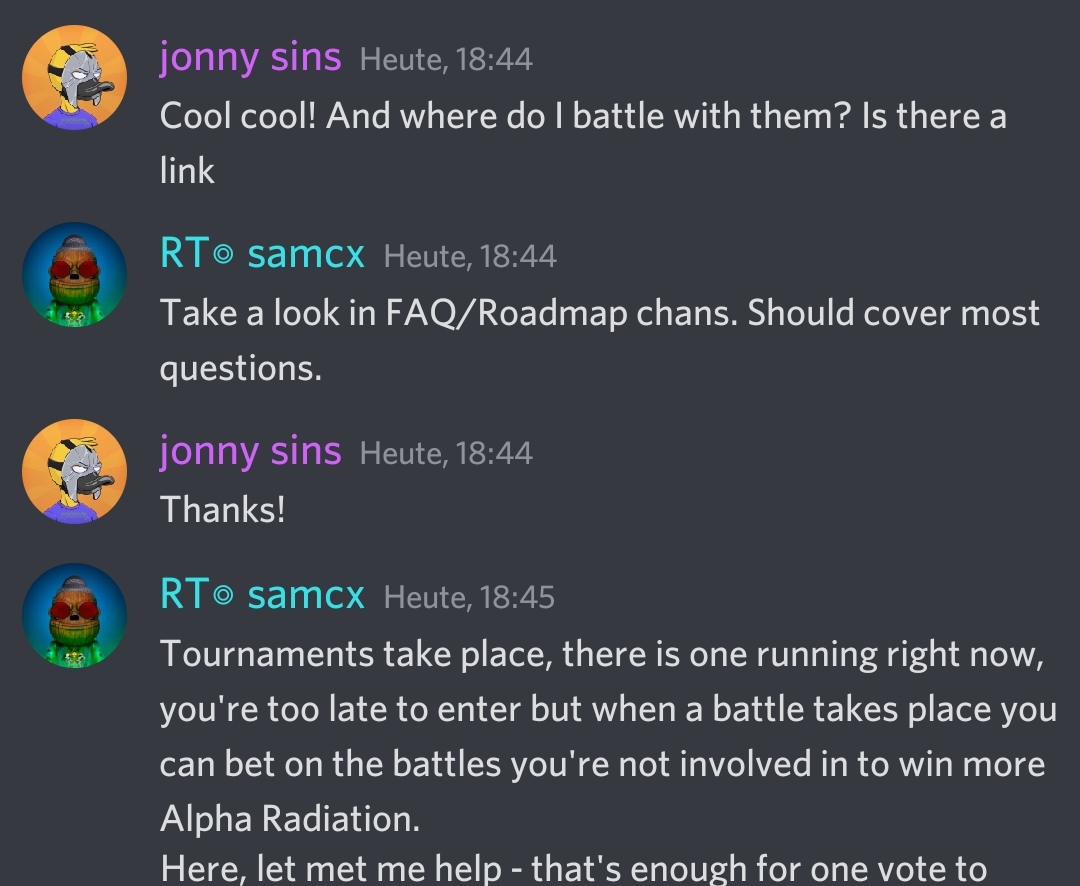 jonny sins Heute, 18:44
Cool cool! And where do I battle with them? Is there a
link
RT◎ samcx Heute, 18:44
Take a look in FAQ/Roadmap chans. Should cover most
questions.
jonny sins Heute, 18:44
Thanks!
RT◎ samcx Heute, 18:45
Tournaments take place, there is one running right now,
you're too late to enter but when a battle takes place you
can bet on the battles you're not involved in to win more
Alpha Radiation.
Here, let met me help - that's enough for one vote to